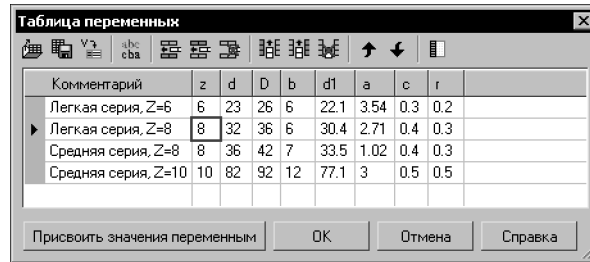 Таблица переменных
abc
cba
Комментарий z d D b d1 a c r
Легкая серия, Z=6 6 23 26 6 22.1 3.54 0.3 0.2
Легкая серия, Z=8 8 32 36 6 30.4 2.71 0.4 0.3
Средняя серия, Z=8 8 36 42 7 33.5 1.02 0.4 0.3
Средняя серия, Z=10 10 82 92 12 77.1 3 0.5 0.5
Присвоить значения переменным OK Отмена Справка